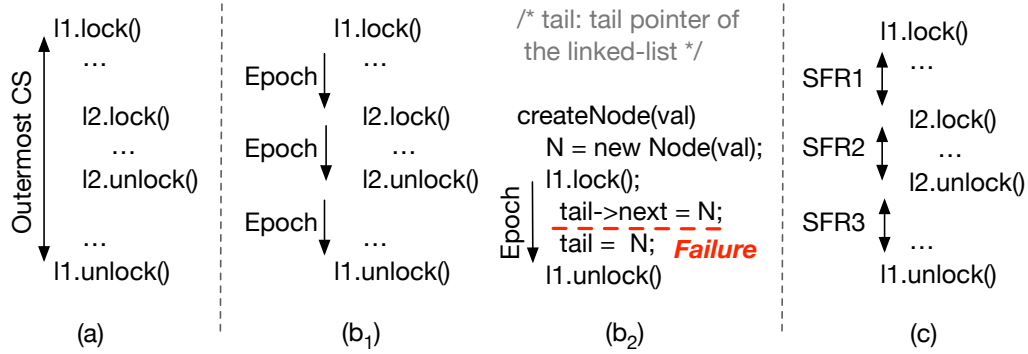 Outermost CS
l1.lock()
...
l2.lock()
...
l2.unlock()
...
l1.unlock()
(a)
l1.lock()
Epoch
...
l2.lock()
Epoch
...
l2.unlock()
Epoch
...
l1.unlock()
(b1)
/* tail: tail pointer of
the linked-list */
createNode(val)
N = new Node(val);
l1.lock();
Epoch
tail->next = N;
tail = N; Failure
l1.unlock()
(b2)
l1.lock()
...
SFR1
l2.lock()
SFR2
...
l2.unlock()
SFR3
...
l1.unlock()
(c)